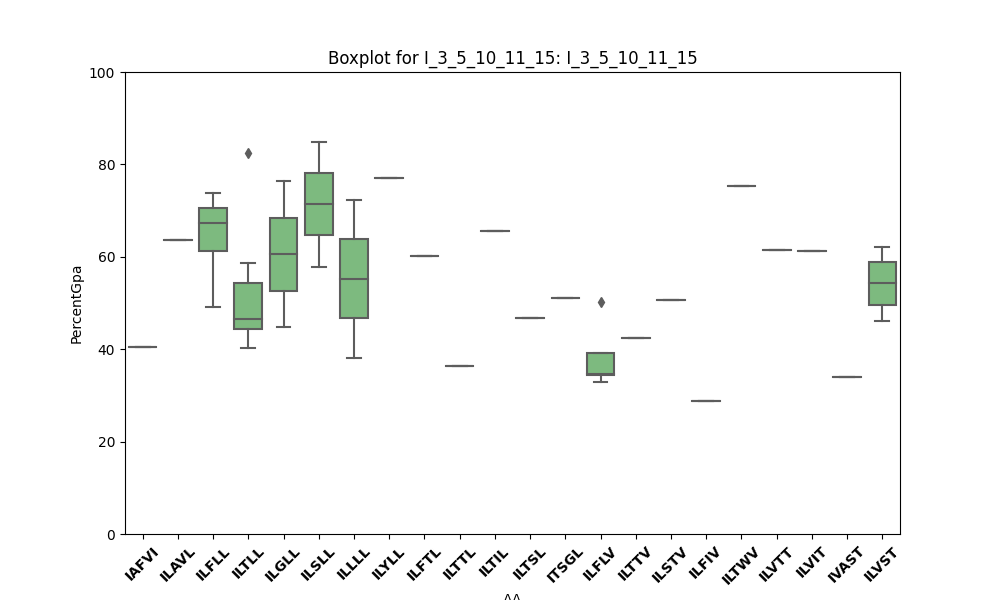 Boxplot for I_3_5_10_11_15: I_3_5_10_11_15
100
80
60
40
20
0
PercentGpa
IAFVI
ILAVL
ILFLL
ILTLL
ILGLL
ILSLL
ILLLL
ILYLL
ILFTL
ILTTL
ILTIL
ILTSL
ITSGL
ILFLV
ILTTV
ILSTV
ILFIV
ILTWV
ILVTT
ILVIT
IVAST
ILVST
AA